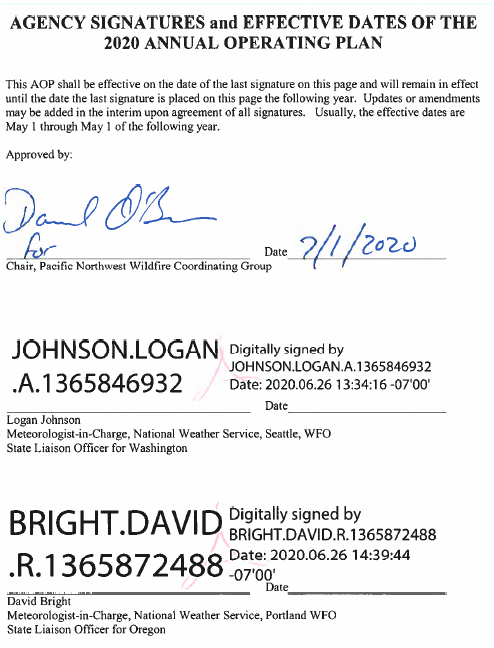 AGENCY SIGNATURES and EFFECTIVE DATES OF THE
2020 ANNUAL OPERATING PLAN
This AOP shall be effective on the date of the last signature on this page and will remain in effect
until the date the last signature is placed on this page the following year. Updates or amendments
may be added in the interim upon agreement of all signatures. Usually, the effective dates are
May 1 through May 1 of the following year.
Approved by:
for
Date 7/1/2020
Chair, Pacific Northwest Wildfire Coordinating Group
JOHNSON.LOGAN
.A.1365846932
Digitally signed by
JOHNSON.LOGAN.A.1365846932
Date: 2020.06.26 13:34:16 -07'00'
Date
Logan Johnson
Meteorologist-in-Charge, National Weather Service, Seattle, WFO
State Liaison Officer for Washington
BRIGHT.DAVID
.R.1365872488
Digitally signed by
BRIGHT.DAVID.R.1365872488
Date: 2020.06.26 14:39:44
-07'00'
Date
David Bright
Meteorologist-in-Charge, National Weather Service, Portland WFO
State Liaison Officer for Oregon